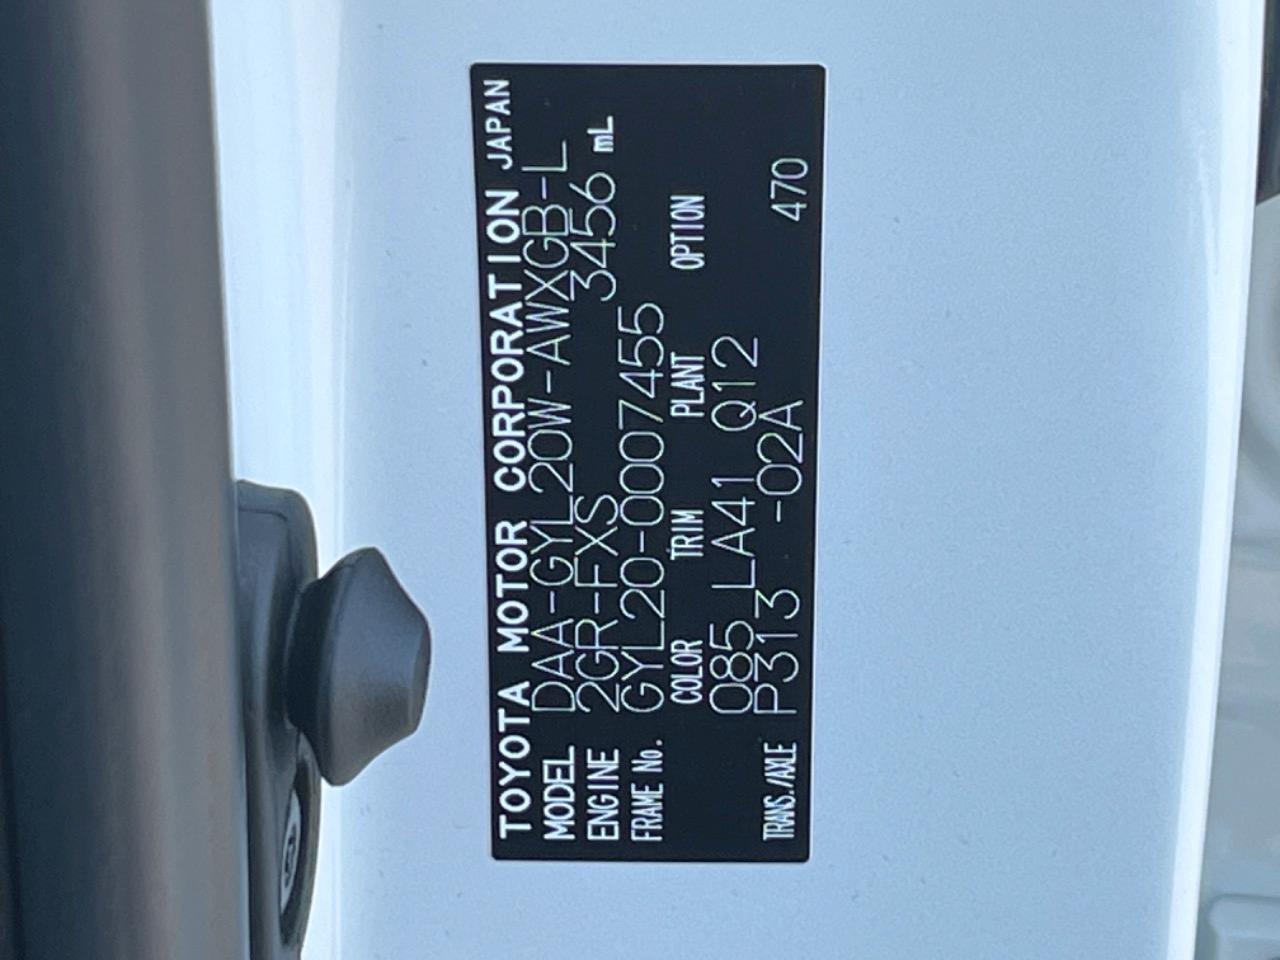 TOYOTA MOTOR CORPORATION JAPAN
MODEL DAA-GYL20W-AWXGB-L
ENGINE 2GR-FXS 3456 mL
FRAME No. GYL20-0007455
COLOR TRIM PLANT OPTION
085 LA41 Q12
TRANS./AXLE P313 -02A 470